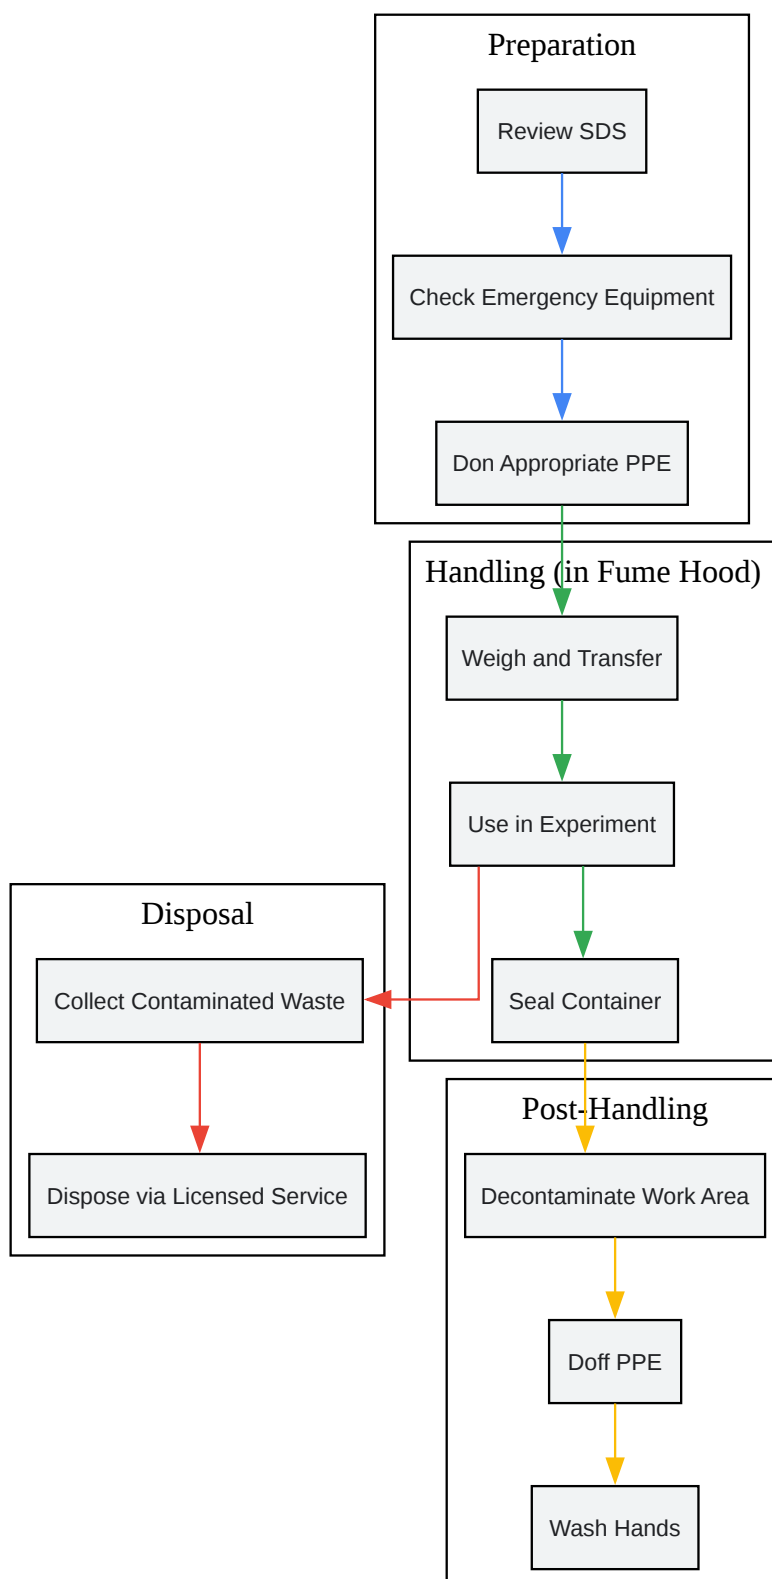 Preparation
Review SDS
Check Emergency Equipment
Don Appropriate PPE
Handling (in Fume Hood)
Weigh and Transfer
Use in Experiment
Disposal
Collect Contaminated Waste
Seal Container
Post-Handling
Dispose via Licensed Service
Decontaminate Work Area
Doff PPE
Wash Hands